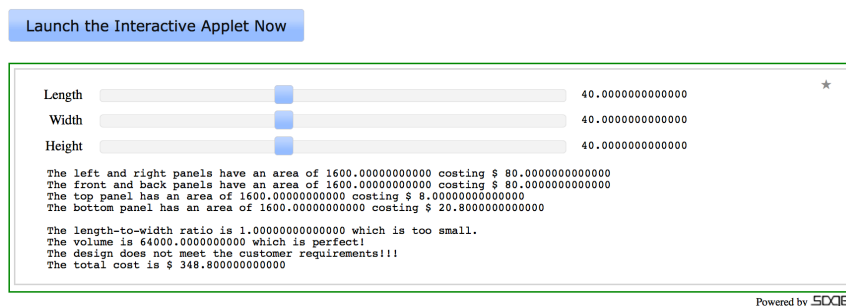 Launch the Interactive Applet Now
Length 40.0000000000000
Width 40.0000000000000
Height 40.0000000000000
The left and right panels have an area of 1600.00000000000 costing $ 80.0000000000000
The front and back panels have an area of 1600.00000000000 costing $ 80.0000000000000
The top panel has an area of 1600.00000000000 costing $ 8.00000000000000
The bottom panel has an area of 1600.00000000000 costing $ 20.8000000000000
The length-to-width ratio is 1.00000000000000 which is too small.
The volume is 64000.0000000000 which is perfect!
The design does not meet the customer requirements!!!
The total cost is $ 348.800000000000
Powered by